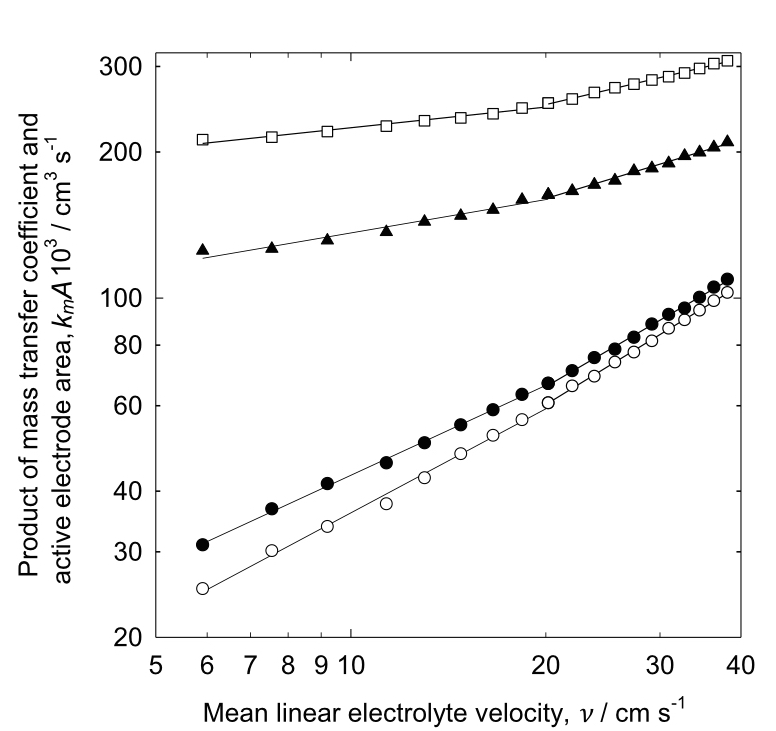 Product of mass transfer coefficient and
active electrode area, kₘA 10³ / cm³ s⁻¹
300
200
100
80
60
40
30
20
5 6 7 8 9 10 20 30 40
Mean linear electrolyte velocity, ν / cm s⁻¹